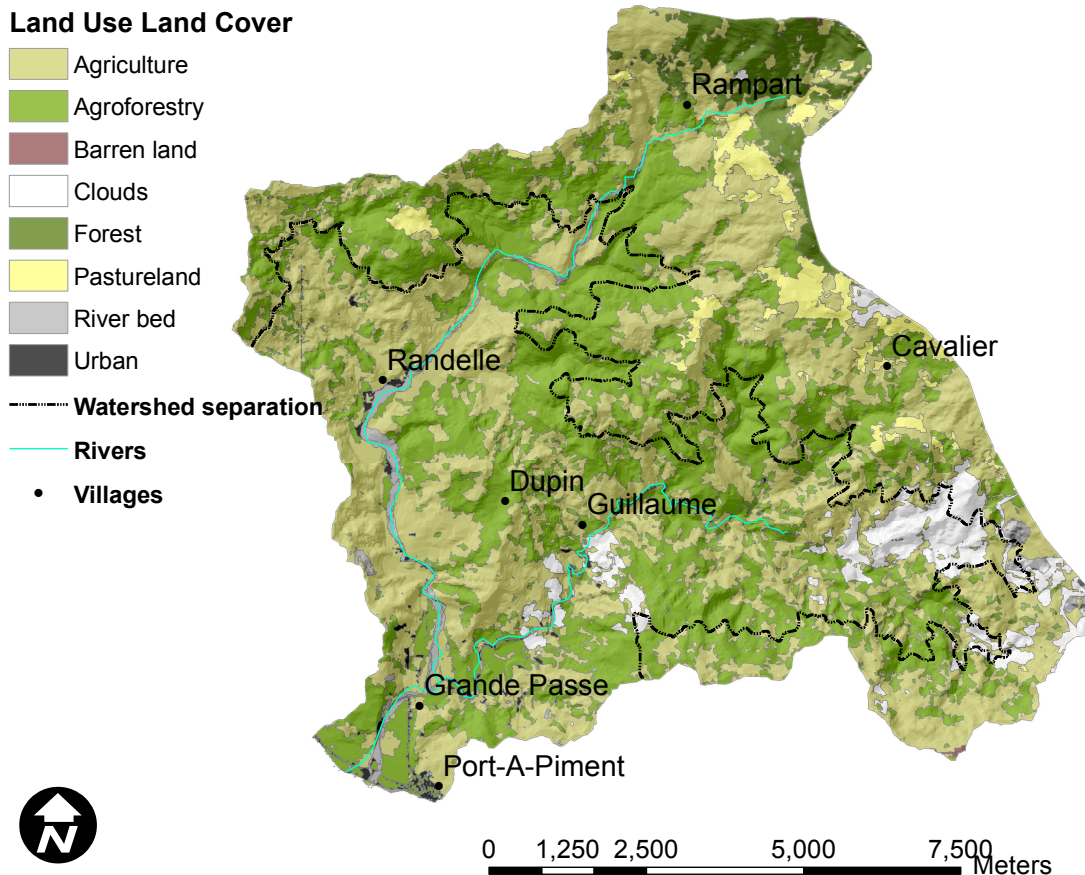 Land Use Land Cover
Agriculture
Agroforestry
Barren land
Clouds
Forest
Pastureland
River bed
Urban
Watershed separation
Rivers
Villages
Rampart
Cavalier
Randelle
Dupin
Guillaume
Grande Passe
Port-A-Piment
N
0 1,250 2,500 5,000 7,500 Meters